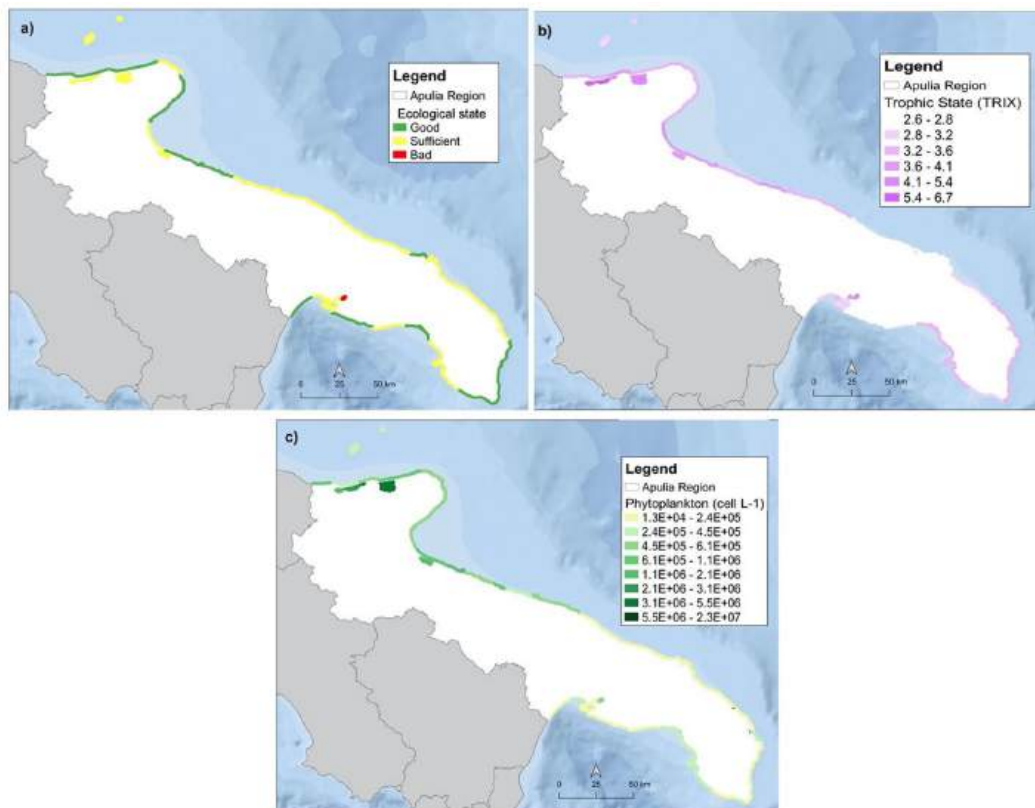 a)
Legend
Apulia Region
Ecological state
Good
Sufficient
Bad
0 25 50 km
b)
Legend
Apulia Region
Trophic State (TRIX)
2.6 - 2.8
2.8 - 3.2
3.2 - 3.6
3.6 - 4.1
4.1 - 5.4
5.4 - 6.7
0 25 50 km
c)
Legend
Apulia Region
Phytoplankton (cell L-1)
1.3E+04 - 2.4E+05
2.4E+05 - 4.5E+05
4.5E+05 - 6.1E+05
6.1E+05 - 1.1E+06
1.1E+06 - 2.1E+06
2.1E+06 - 3.1E+06
3.1E+06 - 5.5E+06
5.5E+06 - 2.3E+07
0 25 50 km